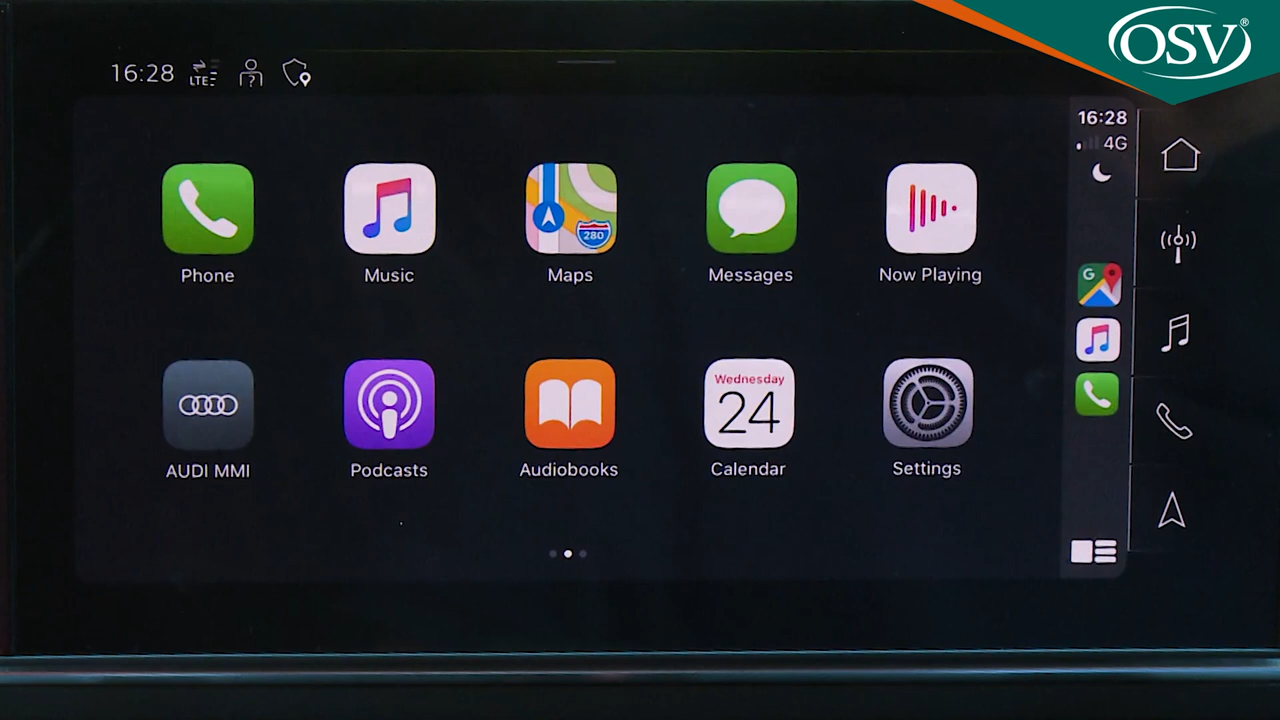 OSV®
16:28 LTE ?
16:28
4G
280
Phone
Music
Maps
Messages
Now Playing
G
Wednesday
24
AUDI MMI
Podcasts
Audiobooks
Calendar
Settings